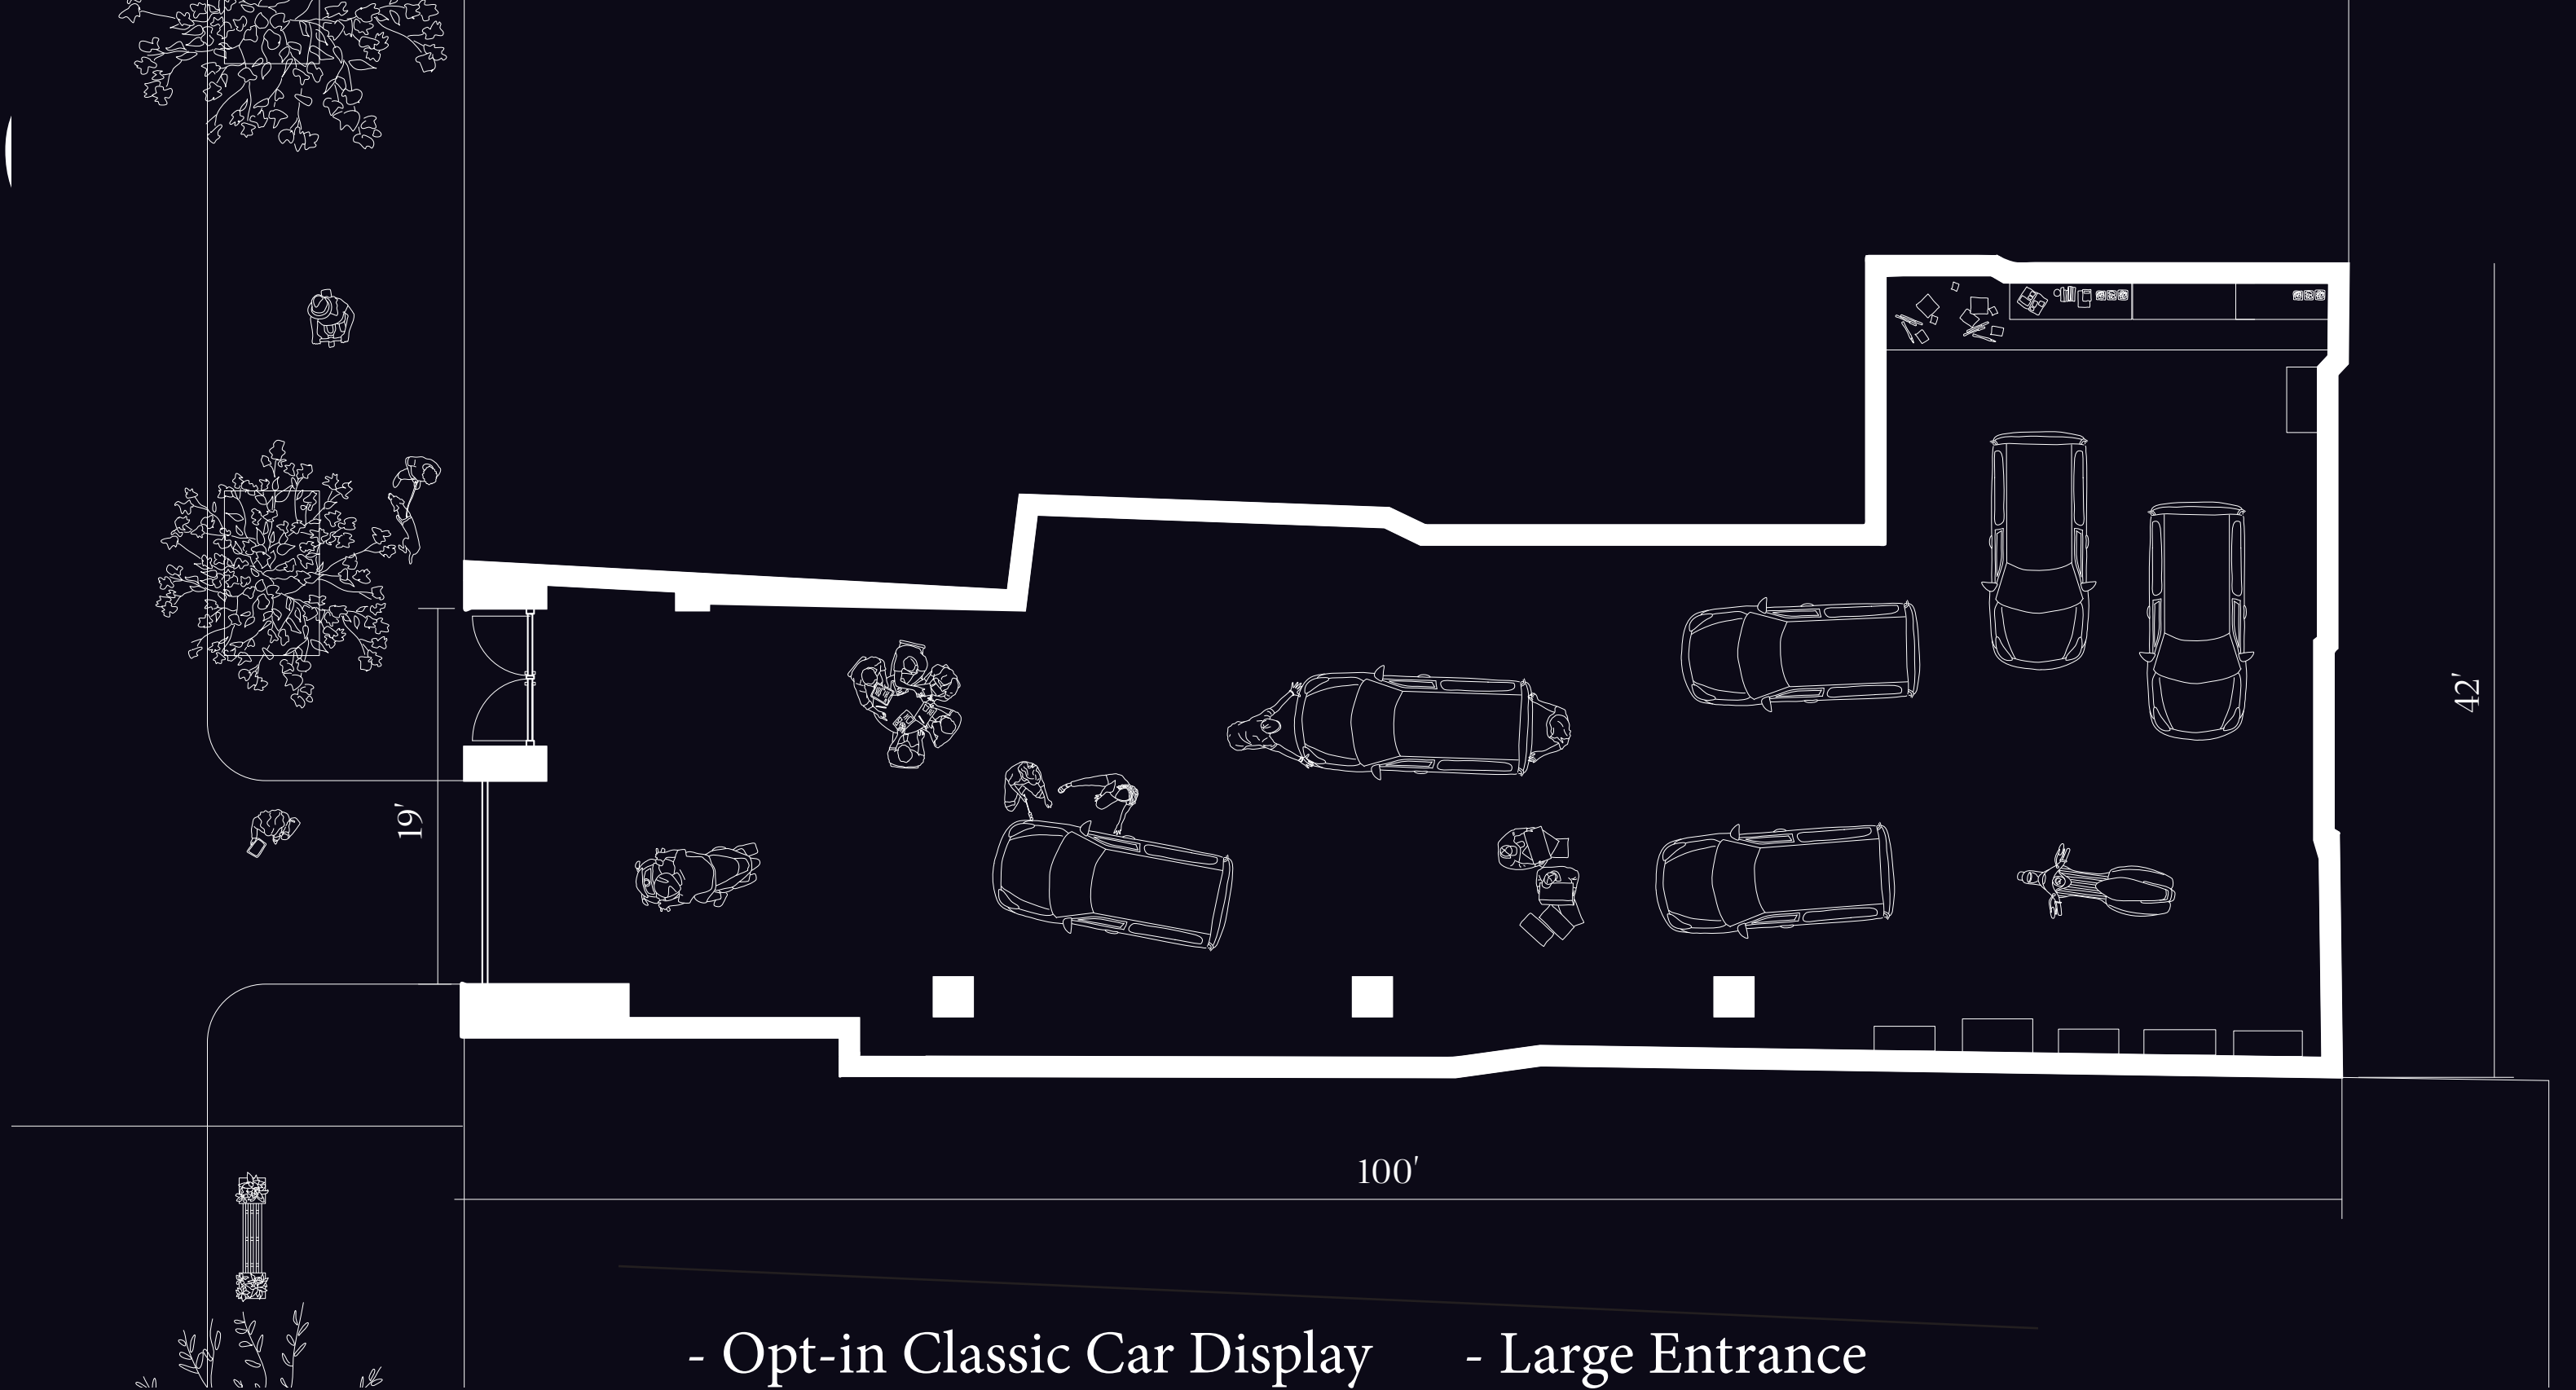 42'
19'
100'
- Opt-in Classic Car Display - Large Entrance